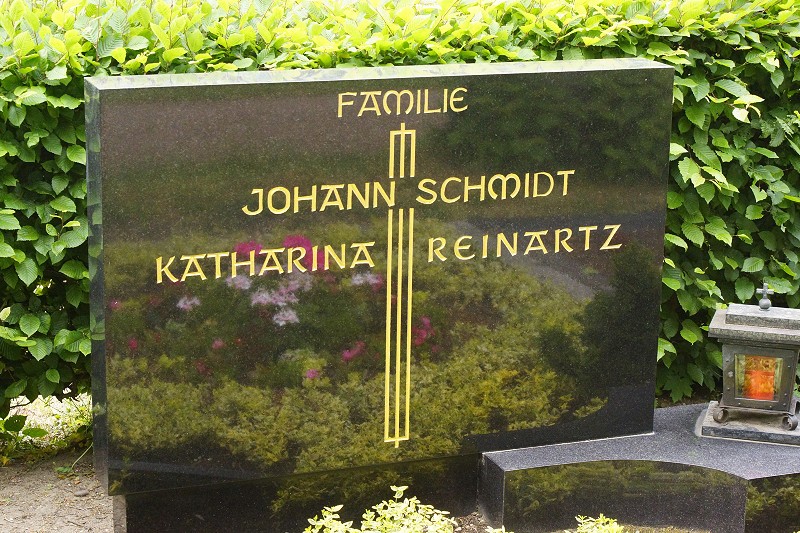 FAMILIE
JOHANN SCHMIDT
KATHARINA REINARTZ